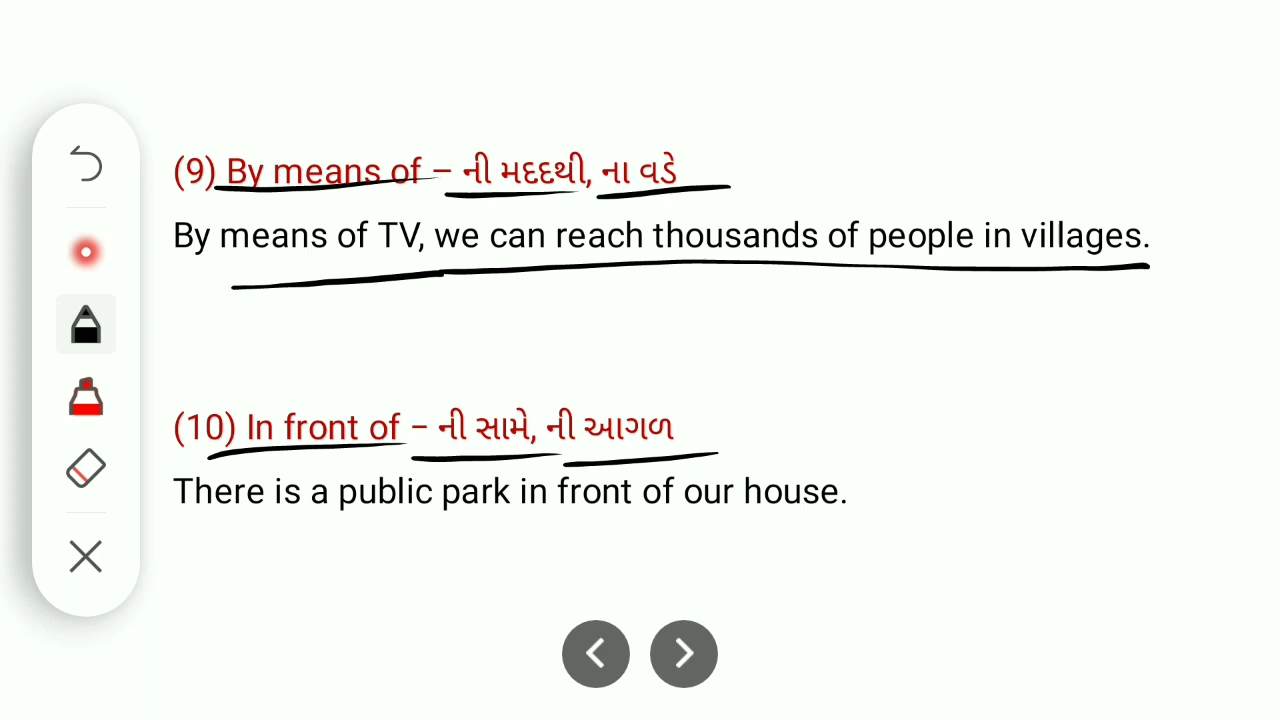 (9) By means of – ની મદદથી, ના વડે
By means of TV, we can reach thousands of people in villages.
(10) In front of – ની સામે, ની આગળ
There is a public park in front of our house.